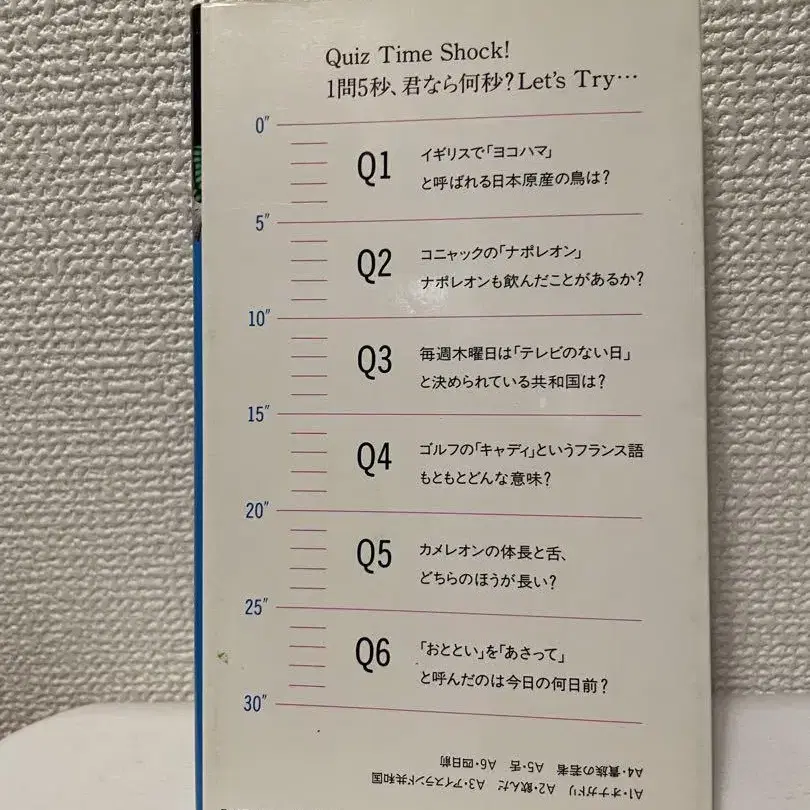 Quiz Time Shock!
1問5秒、君なら何秒?Let's Try…
0″
Q1
イギリスで「ヨコハマ」
と呼ばれる日本原産の鳥は?
5″
Q2
コニャックの「ナポレオン」
ナポレオンも飲んだことがあるか?
10″
Q3
毎週木曜日は「テレビのない日」
と決められている共和国は?
15″
Q4
ゴルフの「キャディ」というフランス語
もともとどんな意味?
20″
Q5
カメレオンの体長と舌、
どちらのほうが長い?
25″
Q6
「おととい」を「あさって」
と呼んだのは今日の何日前?
30″
A1・オナガドリ A2・飲んだ A3・アイスランド共和国
A4・貴族の若者 A5・舌 A6・四日前